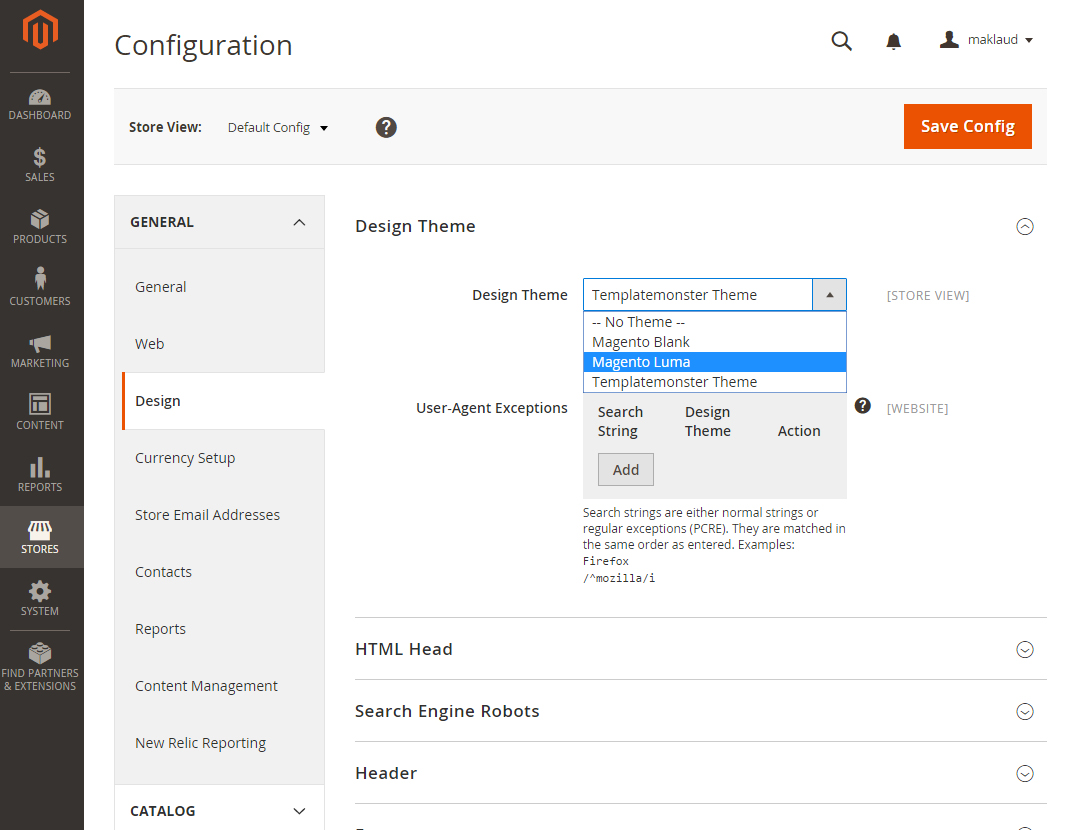 Configuration
maklaud
Store View: Default Config
?
Save Config
DASHBOARD
$
SALES
PRODUCTS
CUSTOMERS
MARKETING
CONTENT
REPORTS
STORES
SYSTEM
FIND PARTNERS
& EXTENSIONS
GENERAL
General
Web
Design
Currency Setup
Store Email Addresses
Contacts
Reports
Content Management
New Relic Reporting
CATALOG
Design Theme
Design Theme
Templatemonster Theme
[STORE VIEW]
-- No Theme --
Magento Blank
Magento Luma
Templatemonster Theme
User-Agent Exceptions
?
[WEBSITE]
Search
String
Design
Theme
Action
Add
Search strings are either normal strings or
regular exceptions (PCRE). They are matched in
the same order as entered. Examples:
Firefox
/^mozilla/i
HTML Head
Search Engine Robots
Header